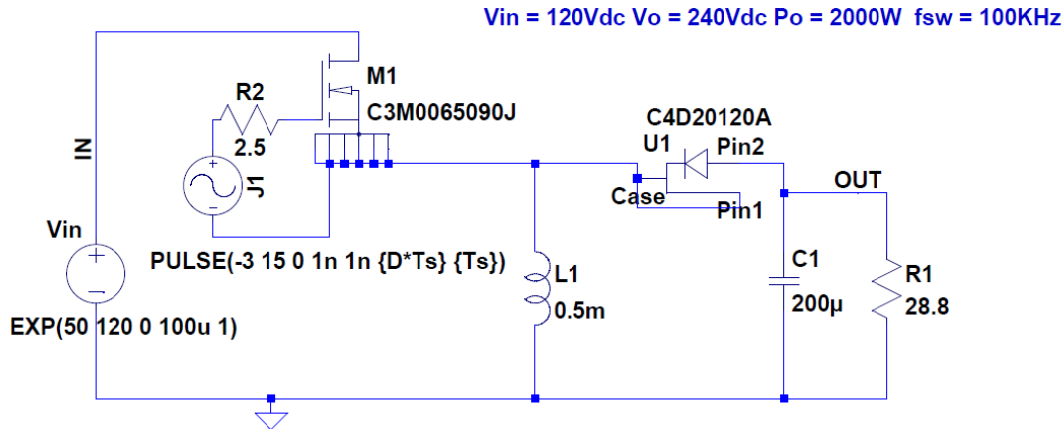 Vin = 120Vdc Vo = 240Vdc Po = 2000W fsw = 100KHz
M1
C3M0065090J
R2
2.5
C4D20120A
U1
Pin2
IN
J1
Case
Pin1
OUT
Vin
PULSE(-3 15 0 1n 1n {D*Ts} {Ts})
L1
0.5m
C1
200µ
R1
28.8
EXP(50 120 0 100u 1)